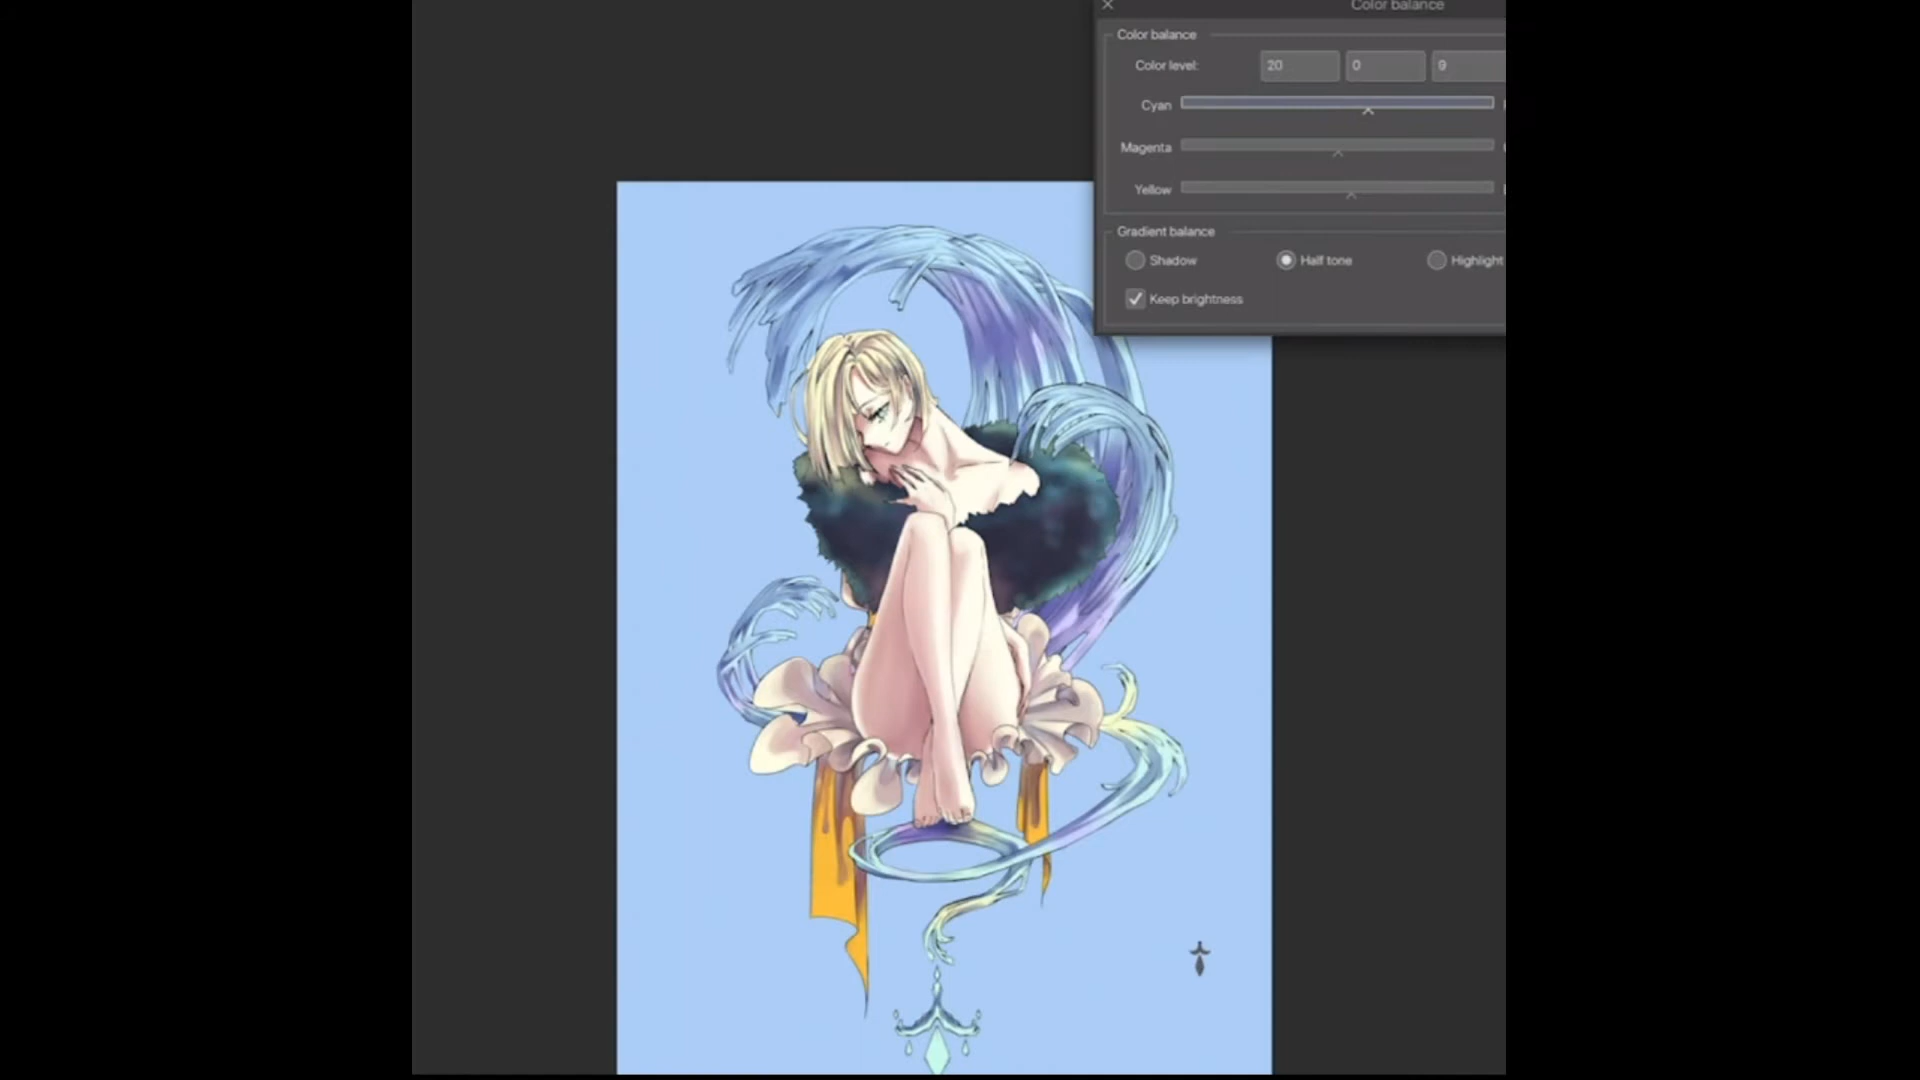 Color balance
Color balance
Color level: 20 0 9
Cyan
Magenta
Yellow
Gradient balance
Shadow Half tone Highlight
Keep brightness